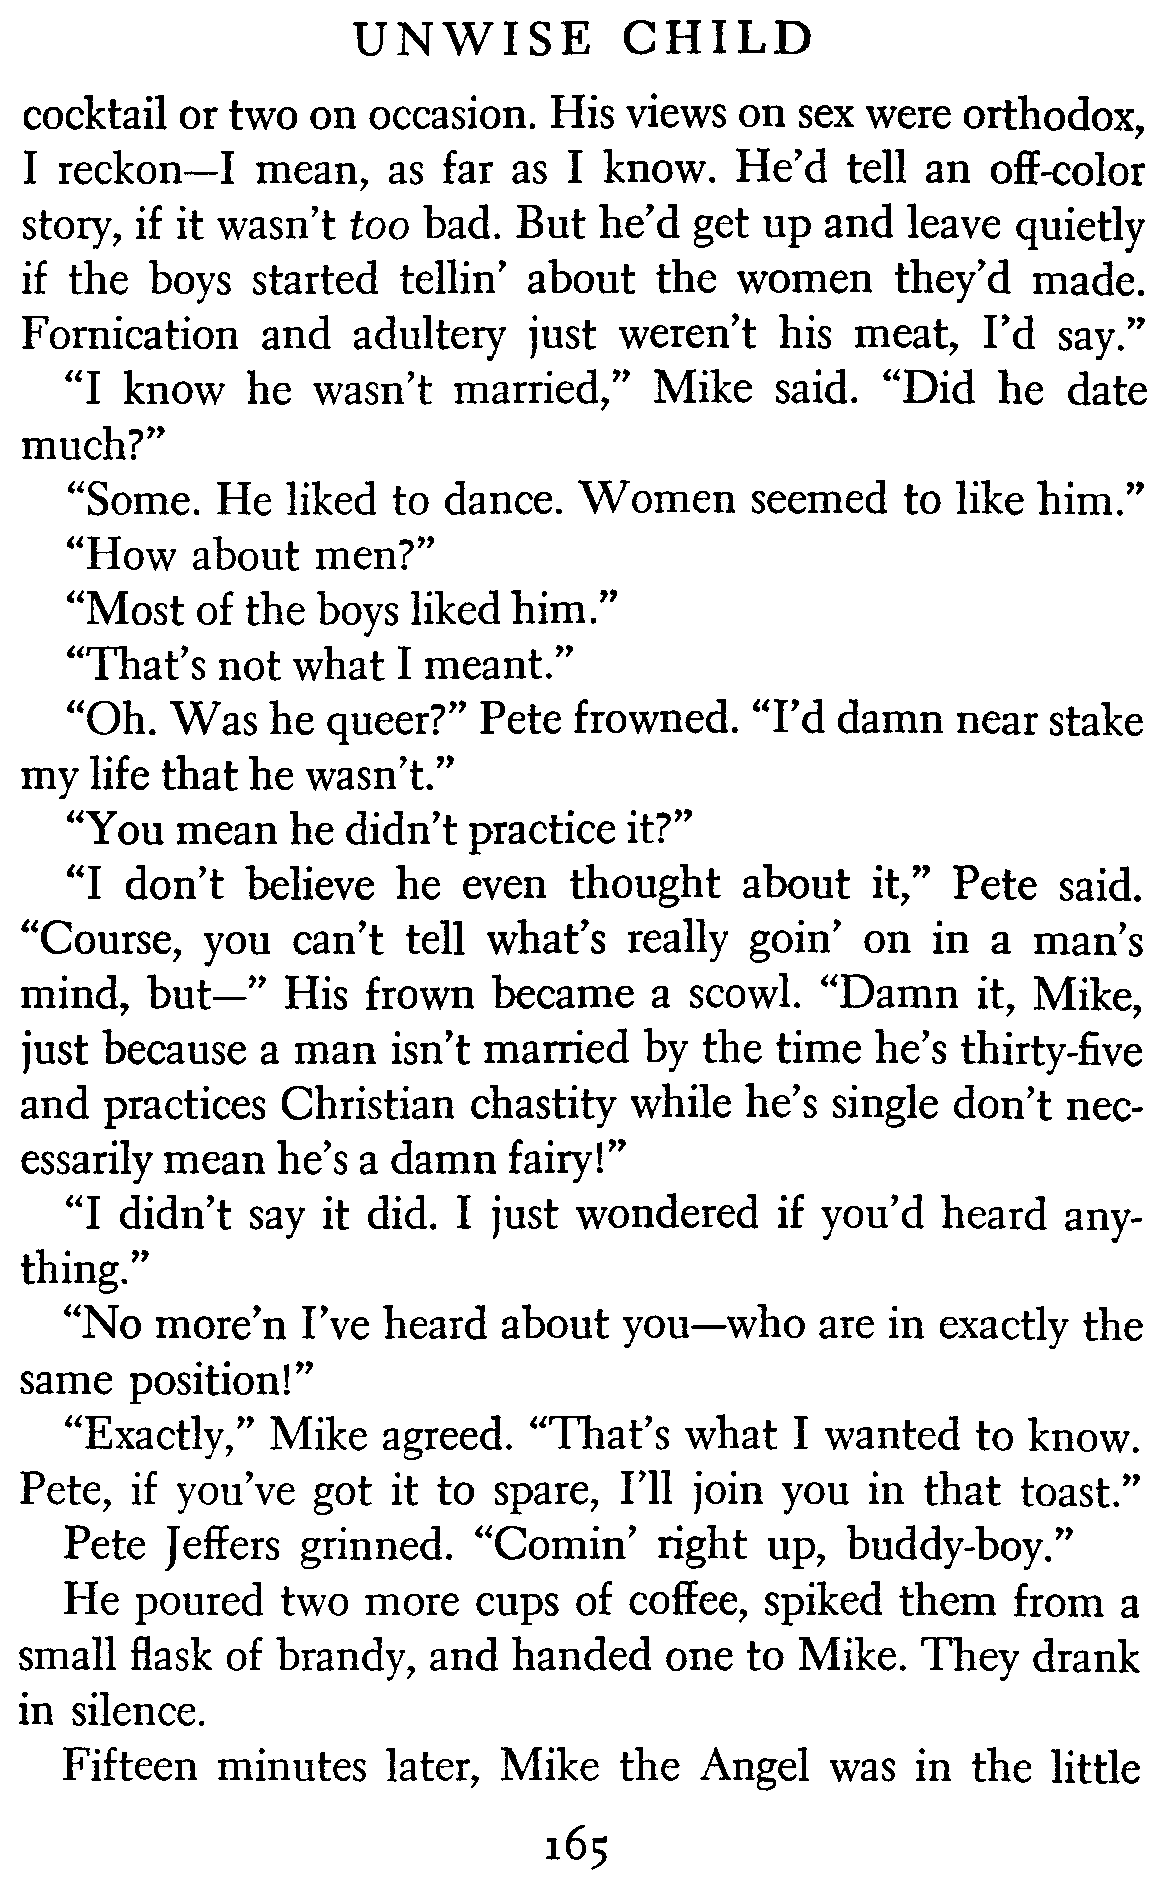 UNWISE CHILD
cocktail or two on occasion. His views on sex were orthodox,
I reckon—I mean, as far as I know. He’d tell an off-color
story, if it wasn’t too bad. But he’d get up and leave quietly
if the boys started tellin’ about the women they’d made.
Fornication and adultery just weren’t his meat, I’d say.”
“I know he wasn’t married,” Mike said. “Did he date
much?”
“Some. He liked to dance. Women seemed to like him.”
“How about men?”
“Most of the boys liked him.”
“That’s not what I meant.”
“Oh. Was he queer?” Pete frowned. “I’d damn near stake
my life that he wasn’t.”
“You mean he didn’t practice it?”
“I don’t believe he even thought about it,” Pete said.
“Course, you can’t tell what’s really goin’ on in a man’s
mind, but—” His frown became a scowl. “Damn it, Mike,
just because a man isn’t married by the time he’s thirty-five
and practices Christian chastity while he’s single don’t nec-
essarily mean he’s a damn fairy!”
“I didn’t say it did. I just wondered if you’d heard any-
thing.”
“No more’n I’ve heard about you—who are in exactly the
same position!”
“Exactly,” Mike agreed. “That’s what I wanted to know.
Pete, if you’ve got it to spare, I’ll join you in that toast.”
Pete Jeffers grinned. “Comin’ right up, buddy-boy.”
He poured two more cups of coffee, spiked them from a
small flask of brandy, and handed one to Mike. They drank
in silence.
Fifteen minutes later, Mike the Angel was in the little
165